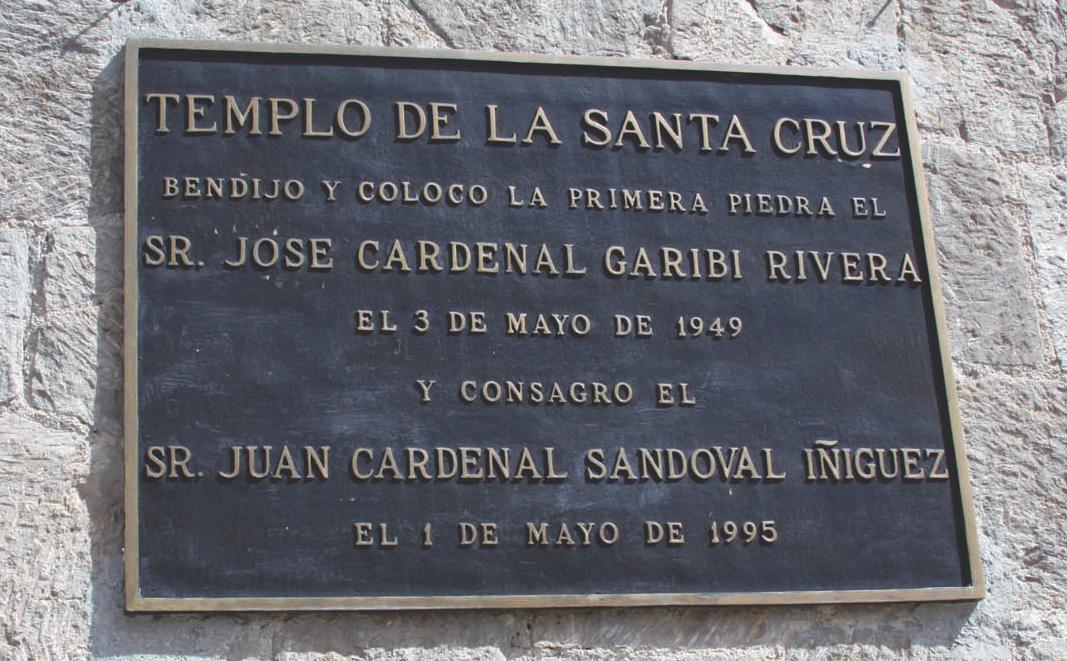 TEMPLO DE LA SANTA CRUZ
BENDIJO Y COLOCO LA PRIMERA PIEDRA EL
SR. JOSE CARDENAL GARIBI RIVERA
EL 3 DE MAYO DE 1949
Y CONSAGRO EL
SR. JUAN CARDENAL SANDOVAL IÑIGUEZ
EL 1 DE MAYO DE 1995